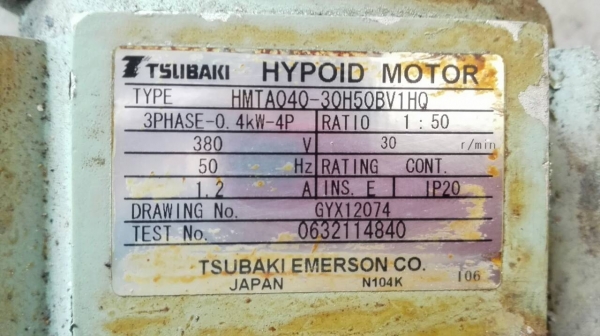 TSUBAKI HYPOID MOTOR
TYPE HMTA040-30H50BV1HQ
3PHASE-0.4kW-4P RATIO 1:50
380 V 30 r/min
50 Hz RATING CONT.
1.2 A INS. E IP20
DRAWING No. GYX12074
TEST No. 0632114840
TSUBAKI EMERSON CO.
JAPAN N104K 106